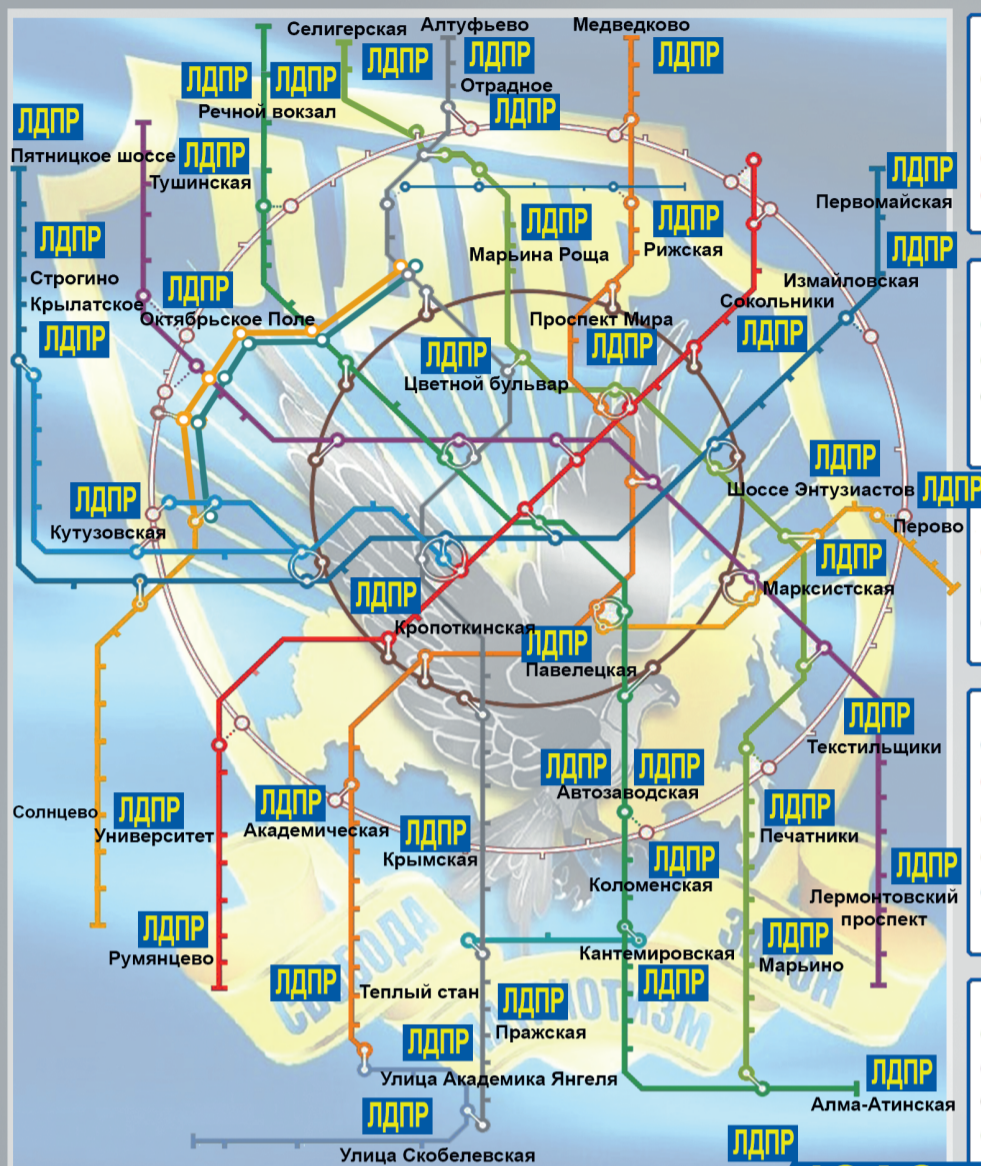 Селигерская
Алтуфьево
Медведково
ЛДПР
ЛДПР
ЛДПР
ЛДПР
ЛДПР
Отрадное
Речной вокзал
ЛДПР
ЛДПР
Пятницкое шоссе
ЛДПР
Тушинская
ЛДПР
Первомайская
ЛДПР
Марьина Роща
ЛДПР
Рижская
ЛДПР
Строгино
Крылатское
ЛДПР
ЛДПР
Октябрьское Поле
ЛДПР
Измайловская
Сокольники
ЛДПР
Проспект Мира
ЛДПР
ЛДПР
Цветной бульвар
ЛДПР
Кутузовская
ЛДПР
Шоссе Энтузиастов
ЛДПР
Перово
ЛДПР
Марксистская
ЛДПР
Кропоткинская
ЛДПР
Павелецкая
ЛДПР
Текстильщики
ЛДПР
ЛДПР
Автозаводская
Солнцево
ЛДПР
Университет
ЛДПР
Академическая
ЛДПР
Крымская
ЛДПР
Печатники
ЛДПР
Коломенская
ЛДПР
Лермонтовский
проспект
ЛДПР
Румянцево
СВОБОДА
ПАТРИОТИЗМ
ЗАКОН
Кантемировская
ЛДПР
ЛДПР
Марьино
ЛДПР
Теплый стан
ЛДПР
Пражская
ЛДПР
Улица Академика Янгеля
ЛДПР
Алма-Атинская
ЛДПР
Улица Скобелевская
ЛДПР